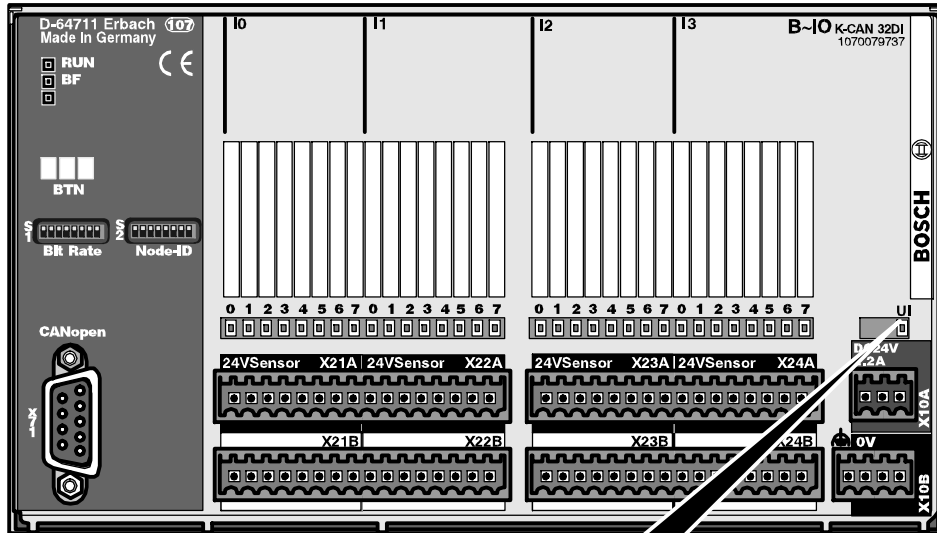 D-64711 Erbach 107
Made In Germany
CE
RUN
BF
BTN
S1
Bit Rate
S2
Node-ID
CANopen
X71
I0 I1 I2 I3
B~IO K-CAN 32DI
1070079737
BOSCH
0 1 2 3 4 5 6 7 0 1 2 3 4 5 6 7 0 1 2 3 4 5 6 7 0 1 2 3 4 5 6 7
UI
24VSensor X21A 24VSensor X22A 24VSensor X23A 24VSensor X24A
DC24V
2A
X10A
X21B X22B X23B X24B
0V
X10B